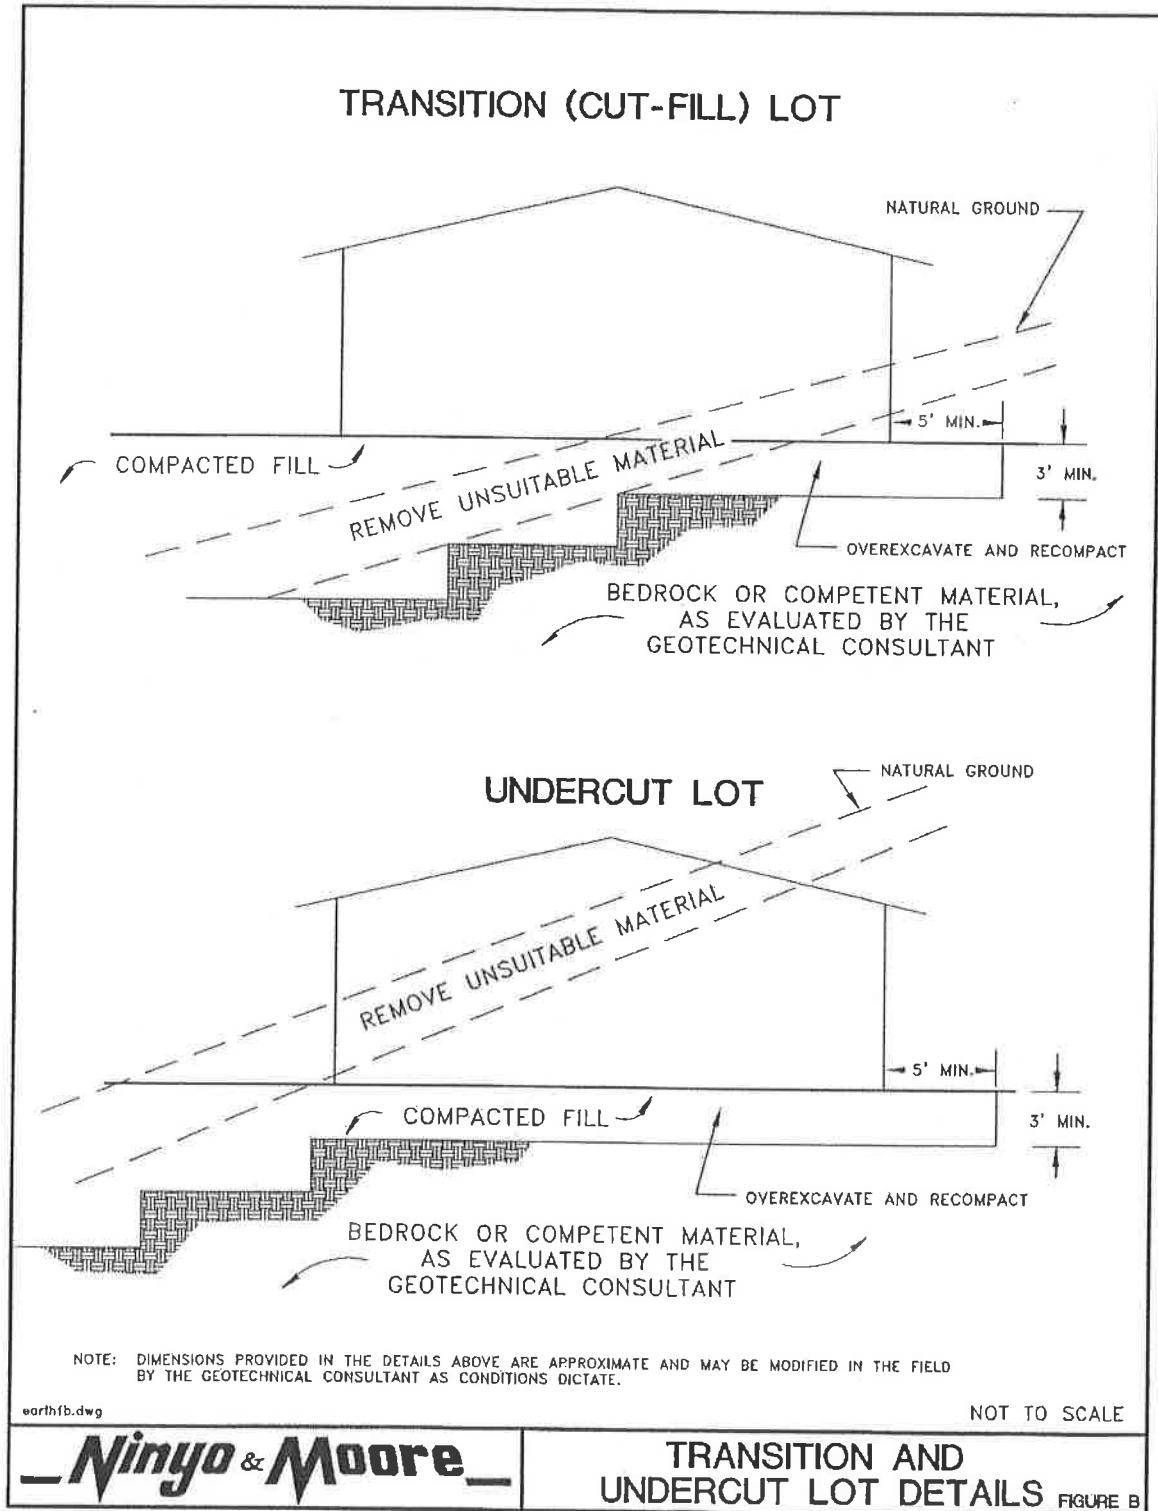 TRANSITION (CUT-FILL) LOT
NATURAL GROUND
5' MIN.
COMPACTED FILL
REMOVE UNSUITABLE MATERIAL
3' MIN.
OVEREXCAVATE AND RECOMPACT
BEDROCK OR COMPETENT MATERIAL,
AS EVALUATED BY THE
GEOTECHNICAL CONSULTANT
UNDERCUT LOT
NATURAL GROUND
REMOVE UNSUITABLE MATERIAL
5' MIN.
COMPACTED FILL
3' MIN.
OVEREXCAVATE AND RECOMPACT
BEDROCK OR COMPETENT MATERIAL,
AS EVALUATED BY THE
GEOTECHNICAL CONSULTANT
NOTE: DIMENSIONS PROVIDED IN THE DETAILS ABOVE ARE APPROXIMATE AND MAY BE MODIFIED IN THE FIELD
BY THE GEOTECHNICAL CONSULTANT AS CONDITIONS DICTATE.
earthfb.dwg
NOT TO SCALE
Ninyo & Moore
TRANSITION AND
UNDERCUT LOT DETAILS FIGURE B